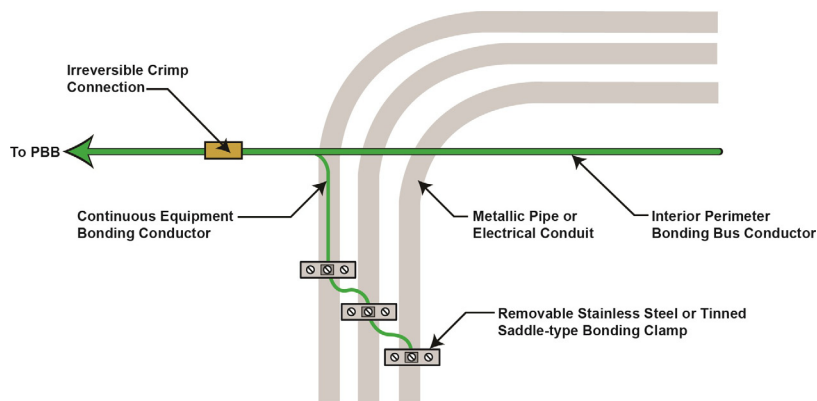 Irreversible Crimp
Connection
To PBB
Continuous Equipment
Bonding Conductor
Metallic Pipe or
Electrical Conduit
Interior Perimeter
Bonding Bus Conductor
Removable Stainless Steel or Tinned
Saddle-type Bonding Clamp